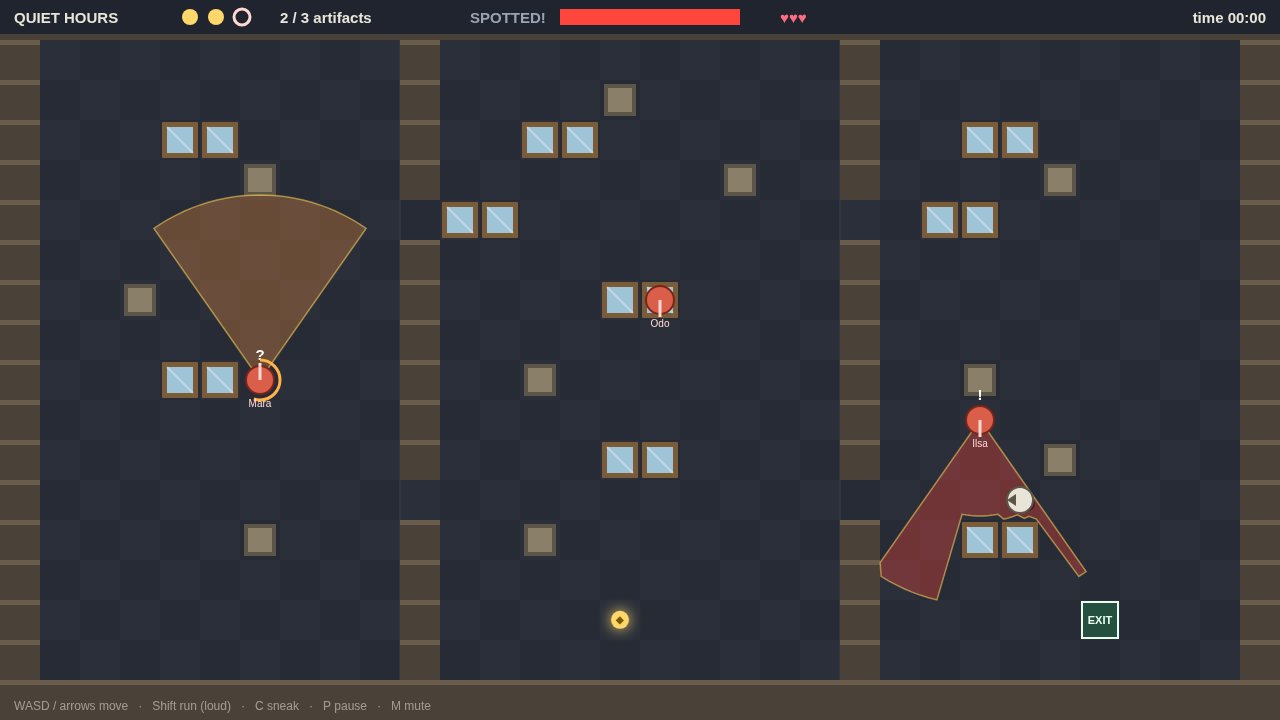 QUIET HOURS
2 / 3 artifacts
SPOTTED!
♥♥♥
time 00:00
?
Mara
Odo
!
Ilsa
EXIT
WASD / arrows move · Shift run (loud) · C sneak · P pause · M mute